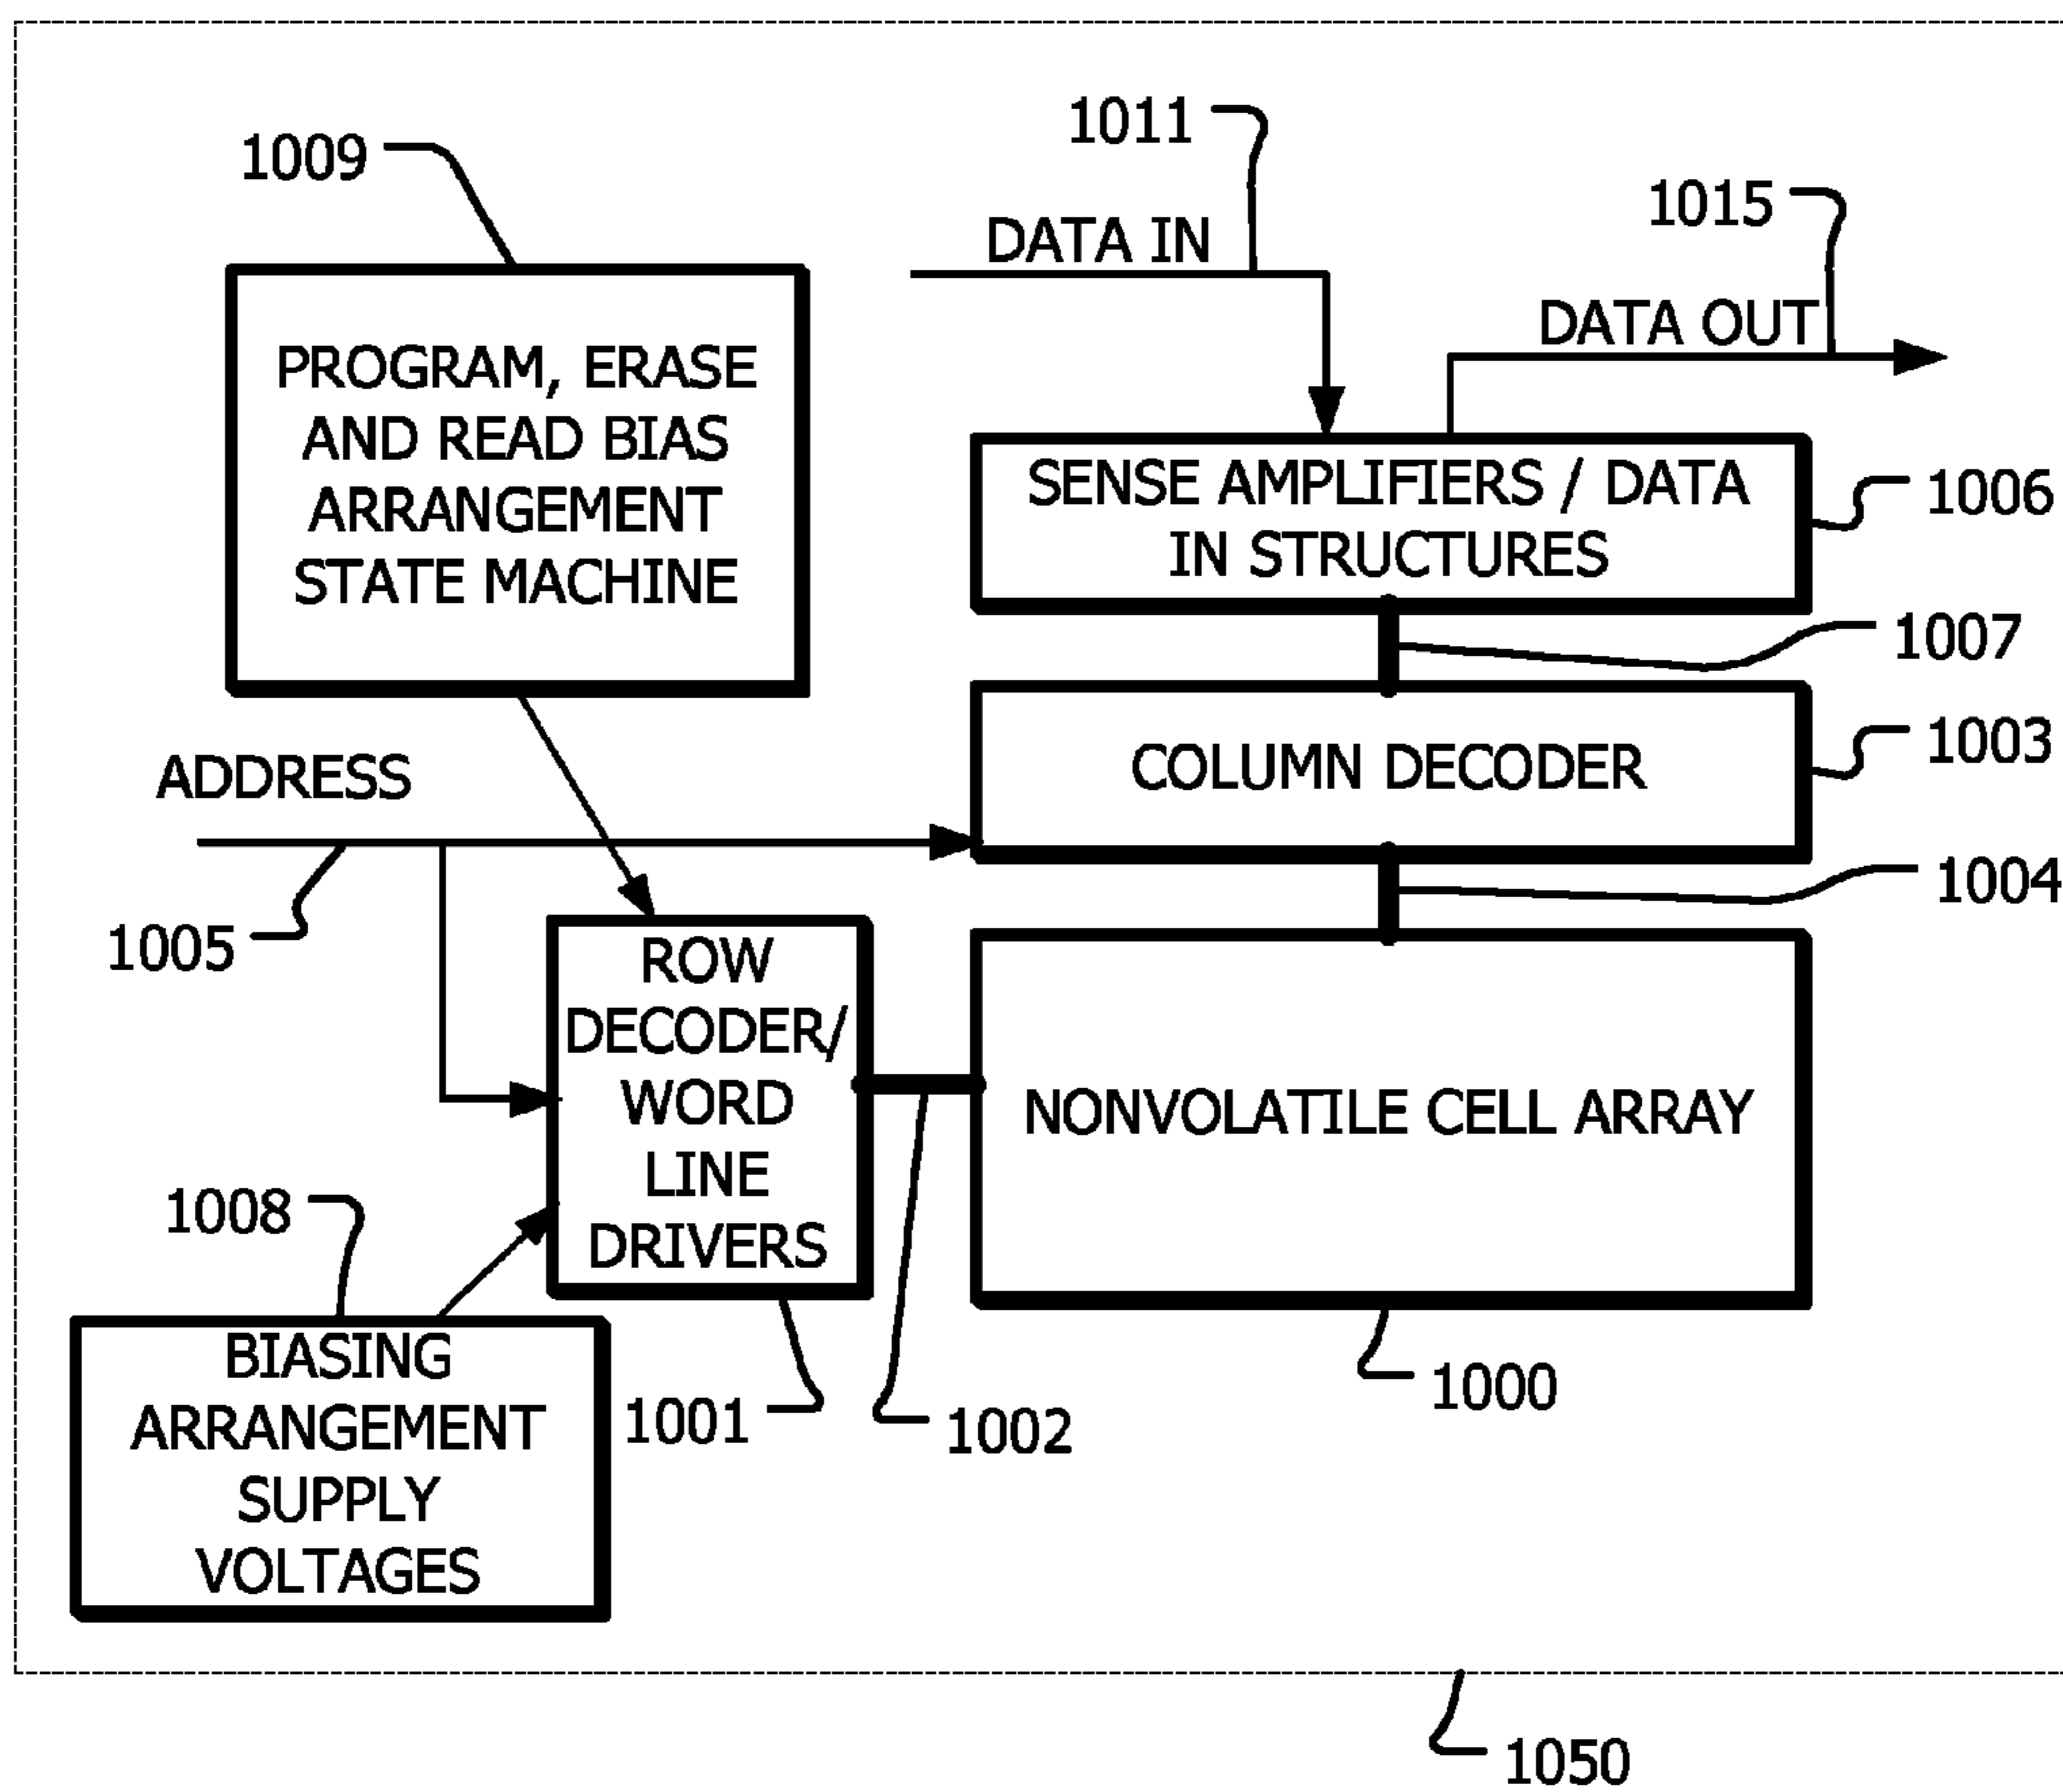 1011
1009
1015
DATA IN
DATA OUT
PROGRAM, ERASE
AND READ BIAS
ARRANGEMENT
STATE MACHINE
SENSE AMPLIFIERS / DATA
IN STRUCTURES
1006
1007
COLUMN DECODER
1003
ADDRESS
1004
1005
ROW
DECODER/
WORD
LINE
DRIVERS
NONVOLATILE CELL ARRAY
1008
BIASING
ARRANGEMENT
SUPPLY
VOLTAGES
1001
1002
1000
1050